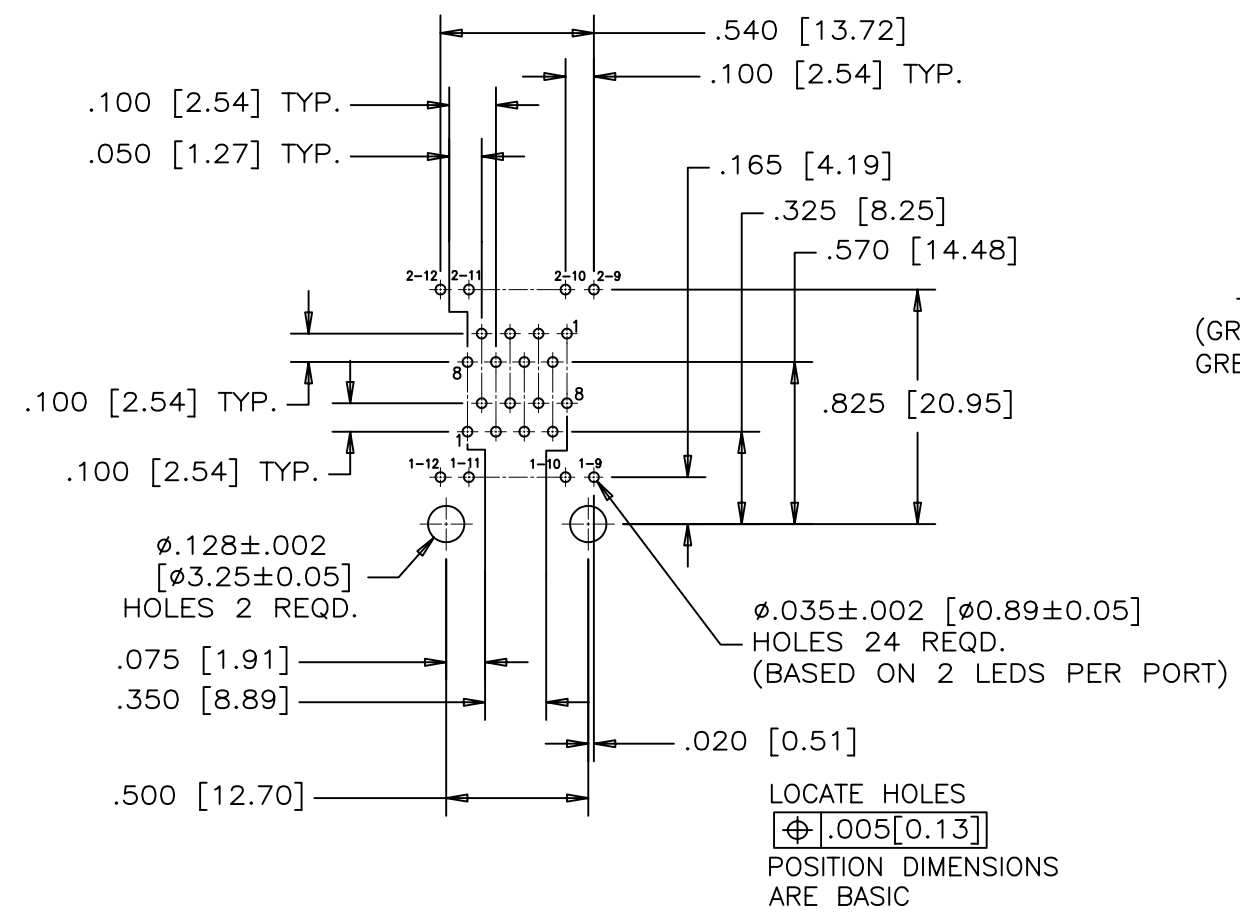 .540 [13.72]
.100 [2.54] TYP.
.100 [2.54] TYP.
.050 [1.27] TYP.
.165 [4.19]
.325 [8.25]
.570 [14.48]
2-12 2-11 2-10 2-9
1
8
8
1
.100 [2.54] TYP.
.825 [20.95]
.100 [2.54] TYP.
1-12 1-11 1-10 1-9
(GR
GRE
ø.128±.002
[ø3.25±0.05]
HOLES 2 REQD.
ø.035±.002 [ø0.89±0.05]
HOLES 24 REQD.
(BASED ON 2 LEDS PER PORT)
.075 [1.91]
.350 [8.89]
.020 [0.51]
.500 [12.70]
LOCATE HOLES
⌖ .005[0.13]
POSITION DIMENSIONS
ARE BASIC